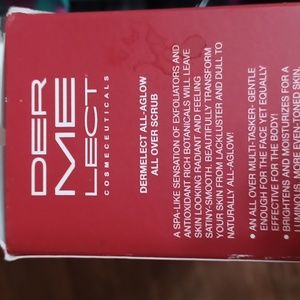 DER
ME
LECT
COSMECEUTICALS
DERMELECT ALL-AGLOW
ALL OVER SCRUB
A SPA-LIKE SENSATION OF EXFOLIATORS AND
ANTIOXIDANT RICH BOTANICALS WILL LEAVE
SKIN LOOKING RADIANT AND FEELING
SATINY-SMOOTH. BEAUTIFULLY TRANSFORM
YOUR SKIN FROM LACKLUSTER AND DULL TO
NATURALLY ALL-AGLOW!
• AN ALL OVER MULTI-TASKER- GENTLE
ENOUGH FOR THE FACE YET EQUALLY
EFFECTIVE FOR THE BODY!
• BRIGHTENS AND MOISTURIZES FOR A
MORE EVEN-TONED SKIN,